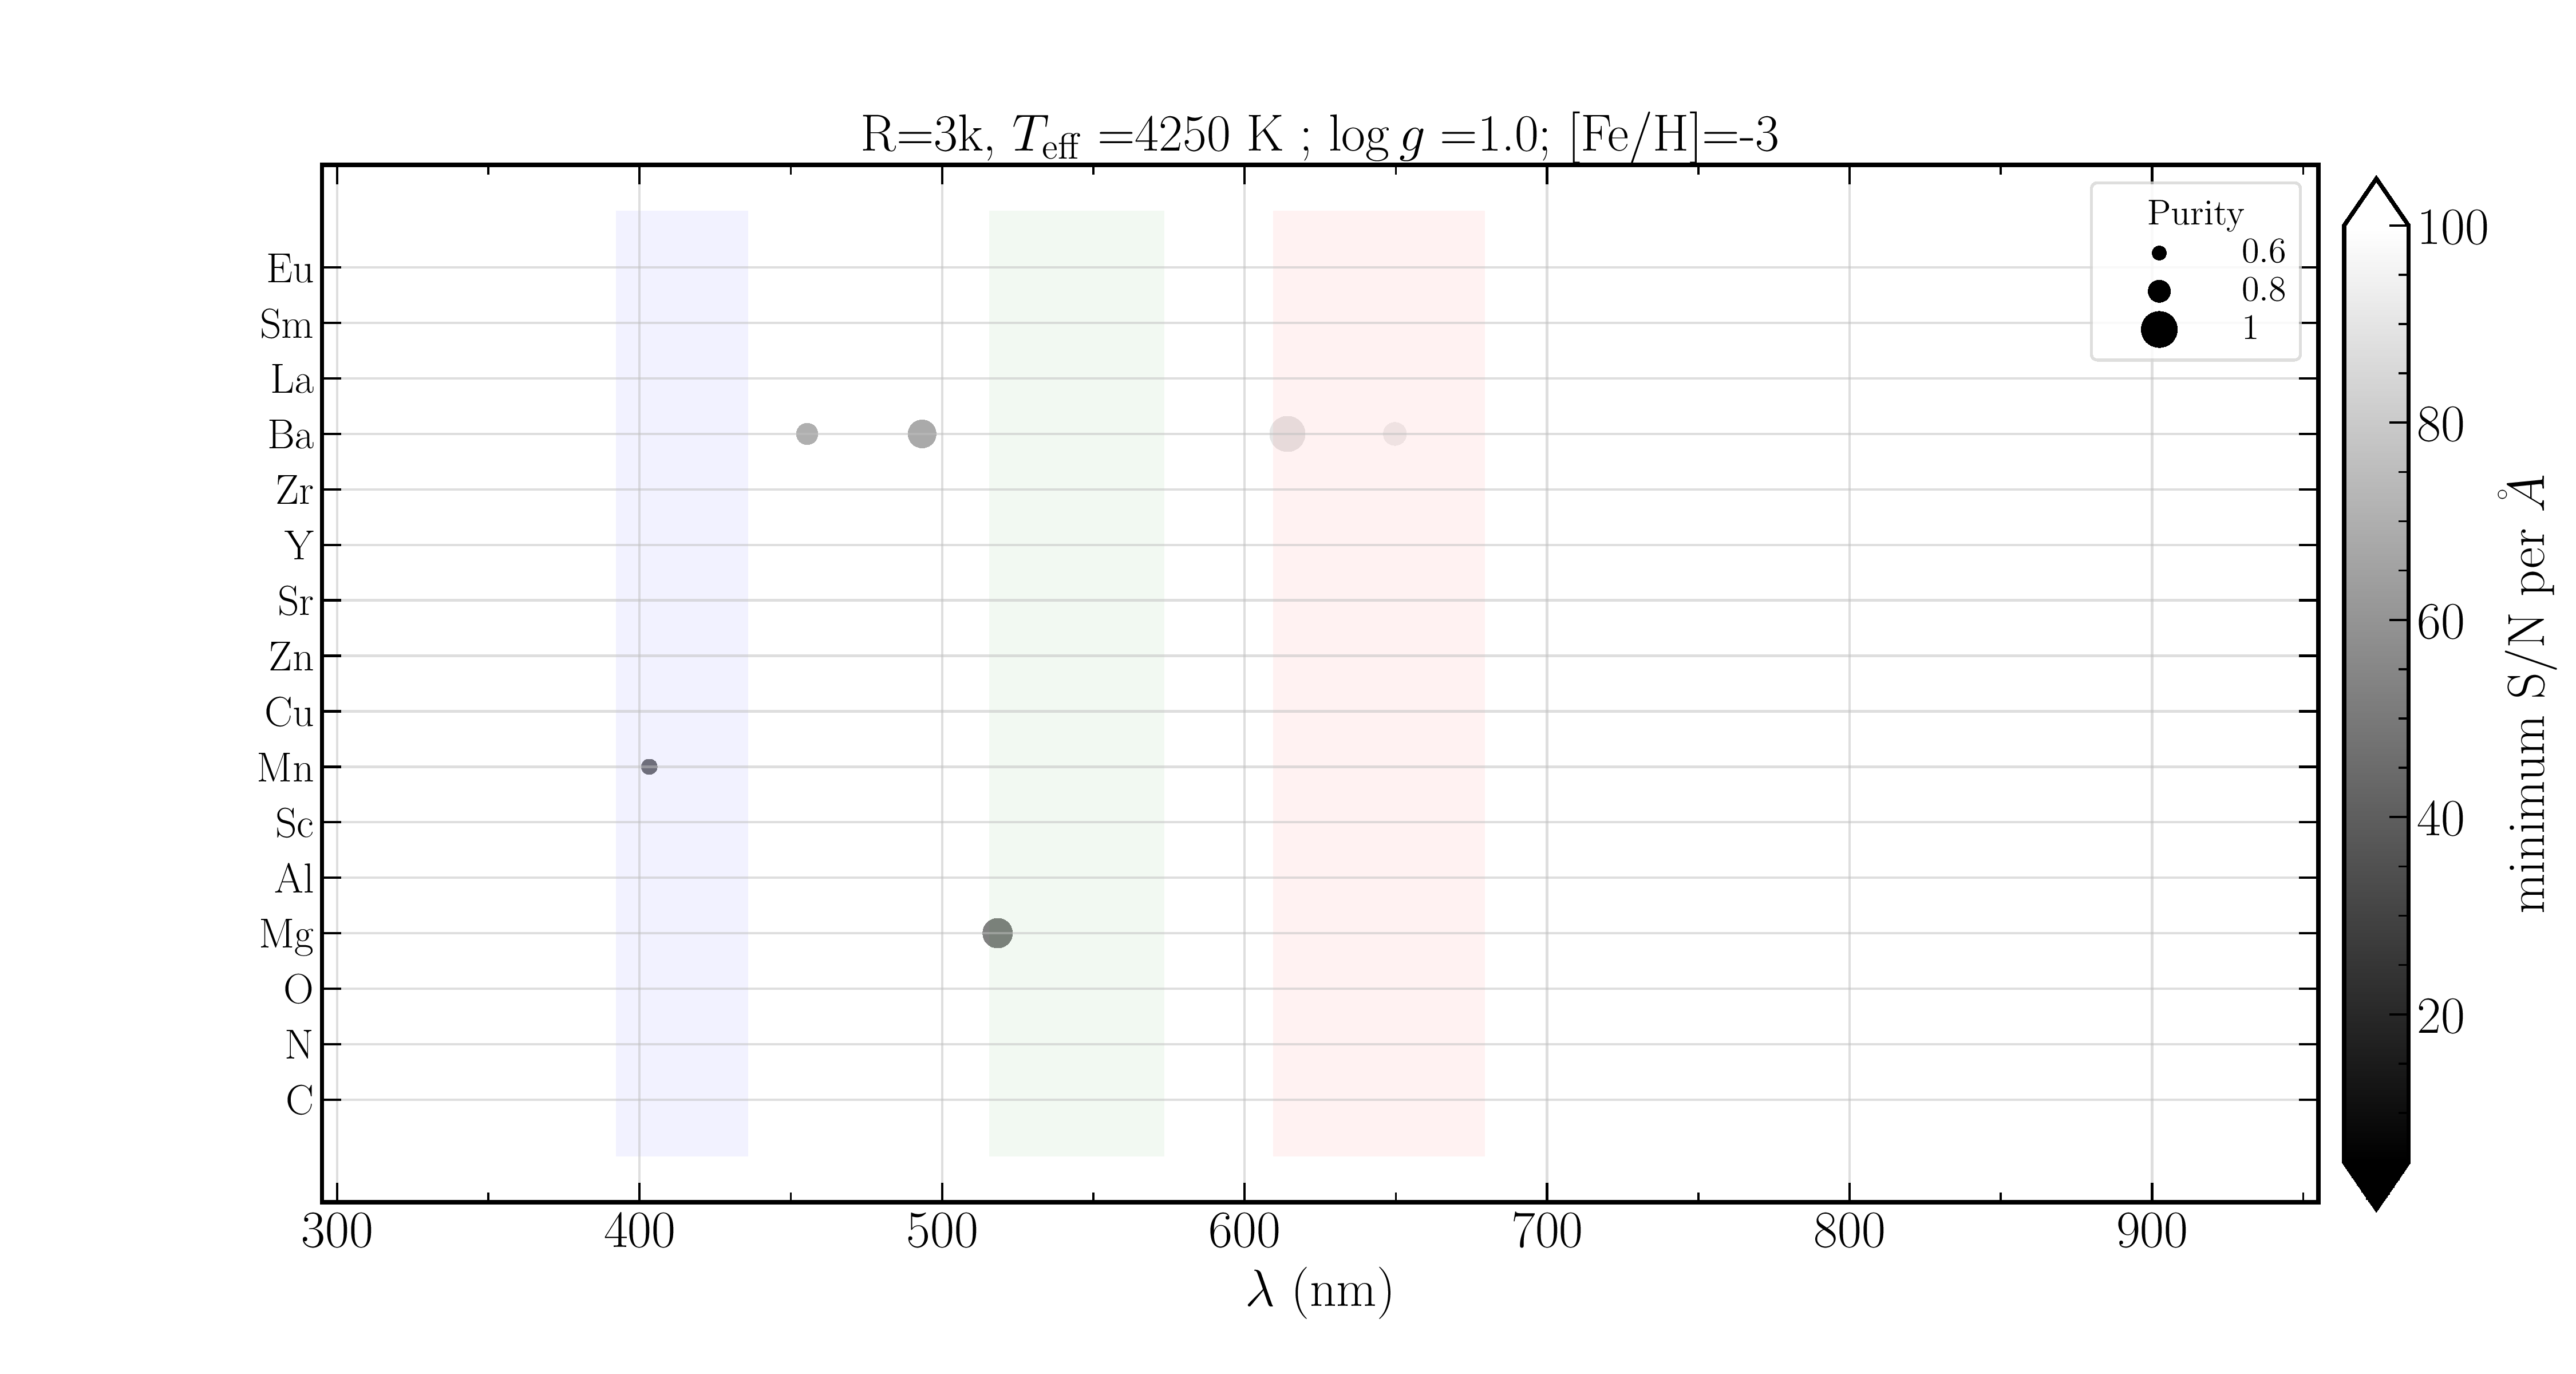 R=3k, T_eff =4250 K ; log g =1.0; [Fe/H]=-3
Purity
0.6
0.8
1
Eu
Sm
La
Ba
Zr
Y
Sr
Zn
Cu
Mn
Sc
Al
Mg
O
N
C
300 400 500 600 700 800 900
λ (nm)
100
80
60
40
20
minimum S/N per Å